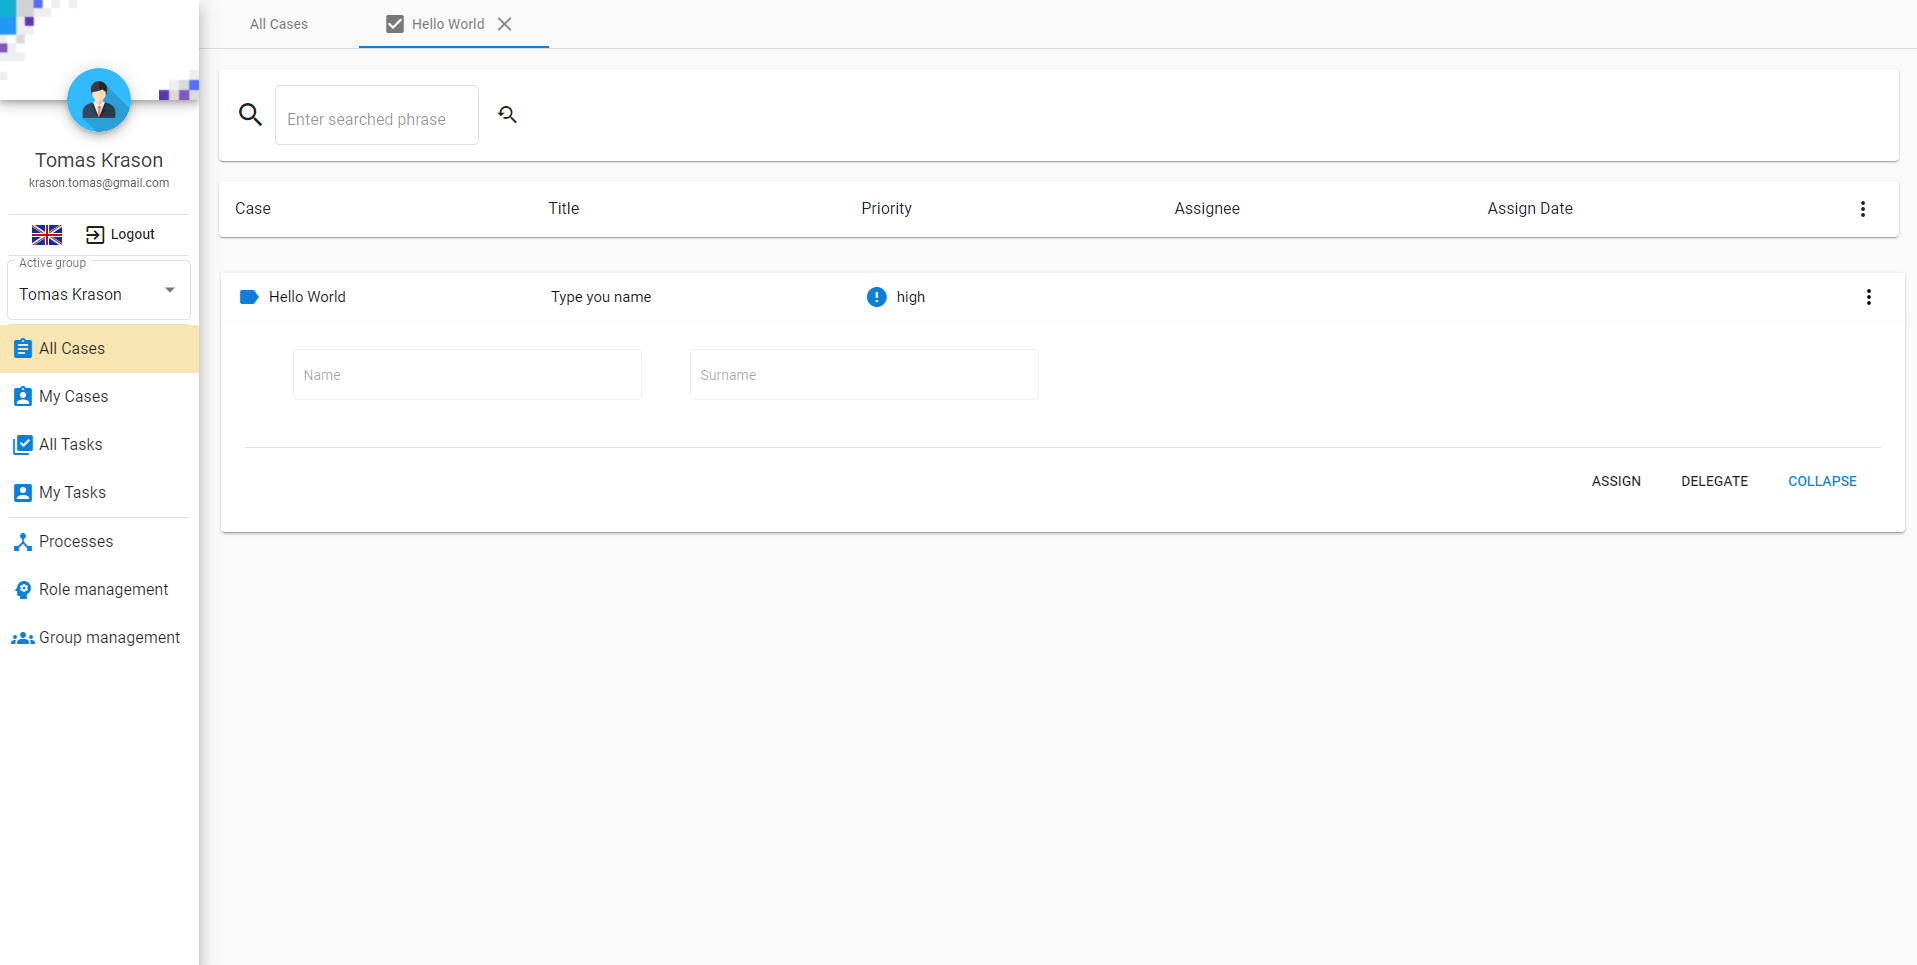 All Cases
Hello World
Enter searched phrase
Tomas Krason
krason.tomas@gmail.com
Logout
Active group
Tomas Krason
All Cases
My Cases
All Tasks
My Tasks
Processes
Role management
Group management
Case Title Priority Assignee Assign Date
Hello World Type you name high
Name Surname
ASSIGN DELEGATE COLLAPSE